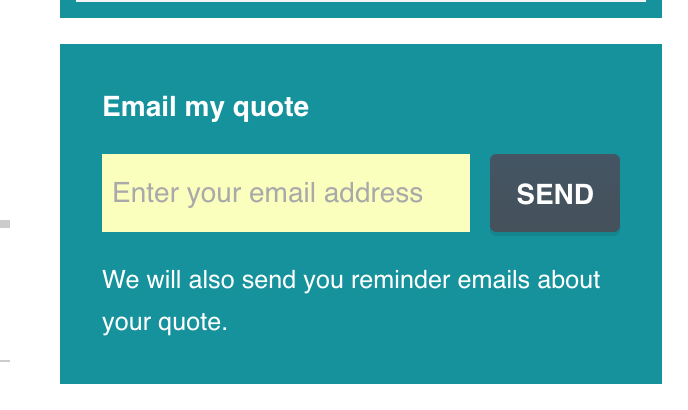 Email my quote
Enter your email address
SEND
We will also send you reminder emails about
your quote.